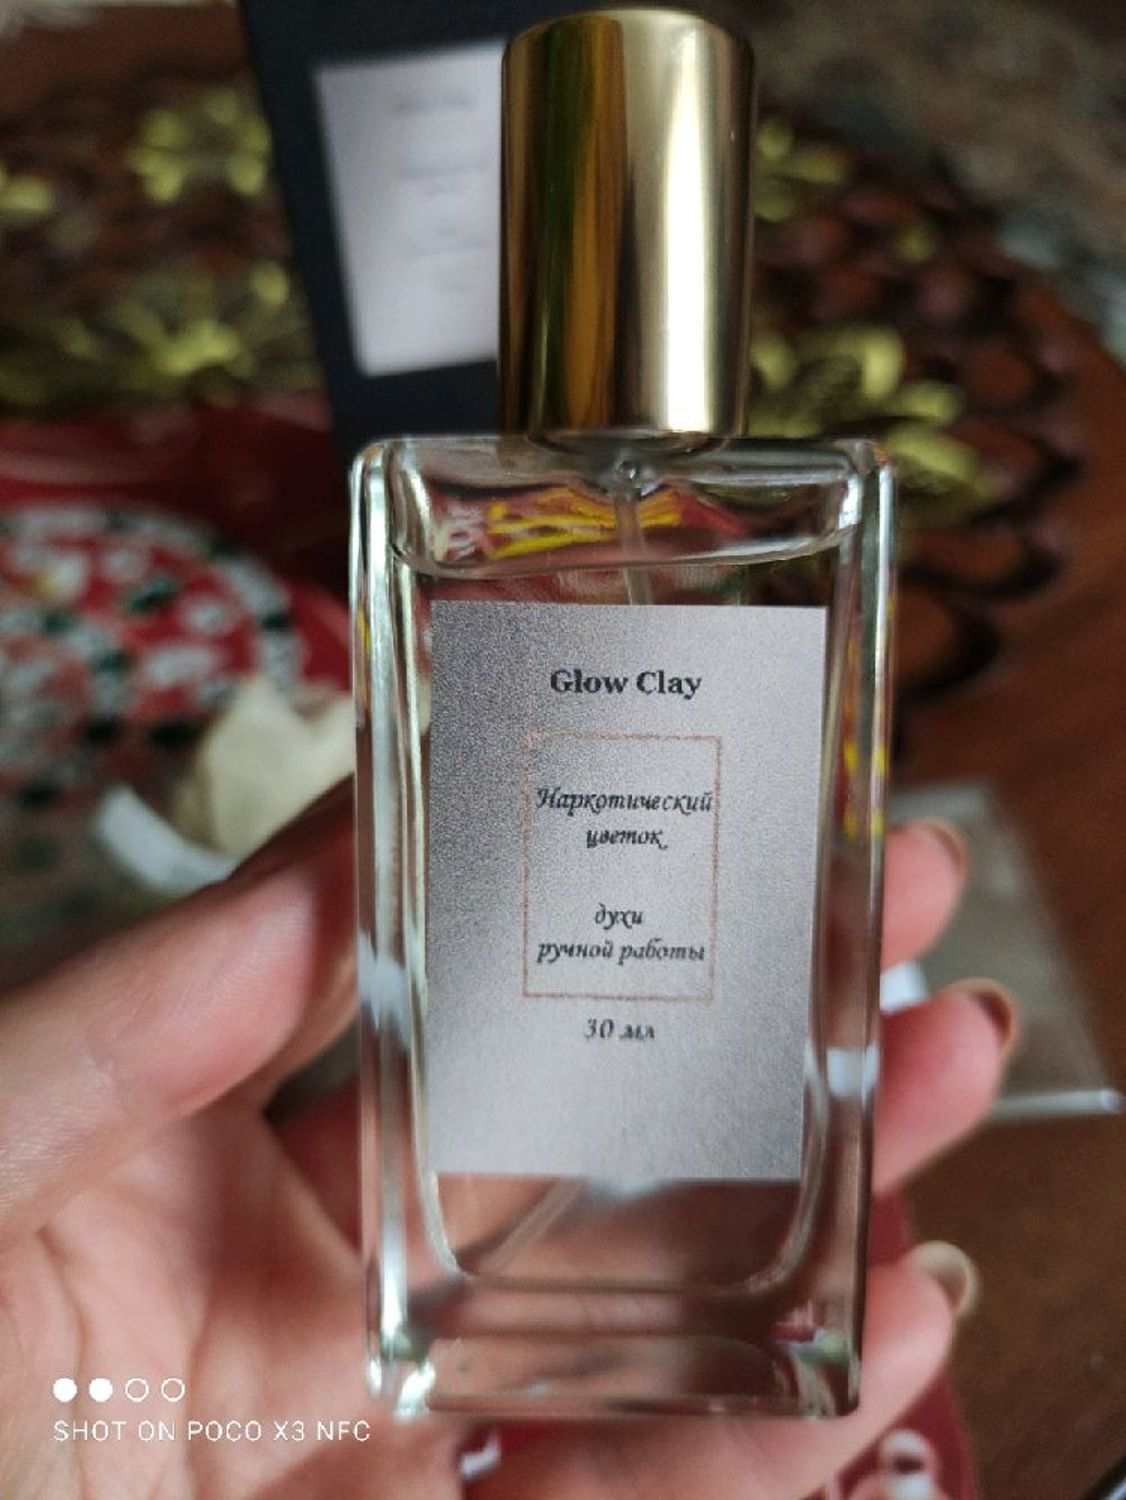 Glow Clay
Наркотический
цветок
духи
ручной работы
30 мл
SHOT ON POCO X3 NFC